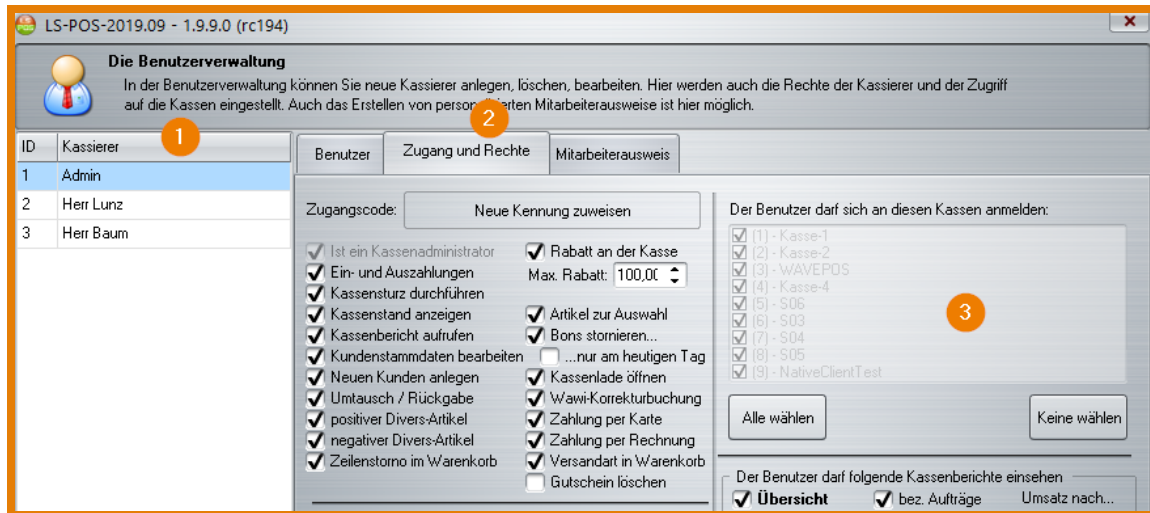 LS-POS-2019.09 - 1.9.9.0 (rc194)
Die Benutzerverwaltung
In der Benutzerverwaltung können Sie neue Kassierer anlegen, löschen, bearbeiten. Hier werden auch die Rechte der Kassierer und der Zugriff
auf die Kassen eingestellt. Auch das Erstellen von Mitarbeiterausweise ist hier möglich.
1
2
ID Kassierer
1 Admin
2 Herr Lunz
3 Herr Baum
Benutzer Zugang und Rechte Mitarbeiterausweis
Zugangscode: Neue Kennung zuweisen
Ist ein Kassenadministrator
Ein- und Auszahlungen
Kassensturz durchführen
Kassenstand anzeigen
Kassenbericht aufrufen
Kundenstammdaten bearbeiten
Neuen Kunden anlegen
Umtausch / Rückgabe
positiver Divers-Artikel
negativer Divers-Artikel
Zeilenstorno im Warenkorb
Rabatt an der Kasse
Max. Rabatt: 100,0
Artikel zur Auswahl
Bons stornieren...
...nur am heutigen Tag
Kassenlade öffnen
Wawi-Korrekturbuchung
Zahlung per Karte
Zahlung per Rechnung
Versandart in Warenkorb
Gutschein löschen
Der Benutzer darf sich an diesen Kassen anmelden:
(1) - Kasse-1
(2) - Kasse-2
(3) - WAVEPOS
(4) - Kasse-4
(5) - S06
(6) - S03
(7) - S04
(8) - S05
(9) - NativeClientTest
3
Alle wählen Keine wählen
Der Benutzer darf folgende Kassenberichte einsehen
Übersicht bez. Aufträge Umsatz nach...